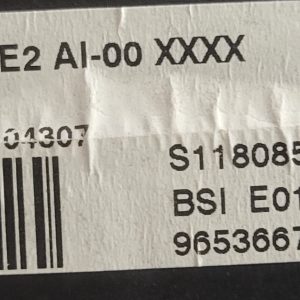 E2 AI-00 XXXX
04307
S118085
BSI E01
9653667